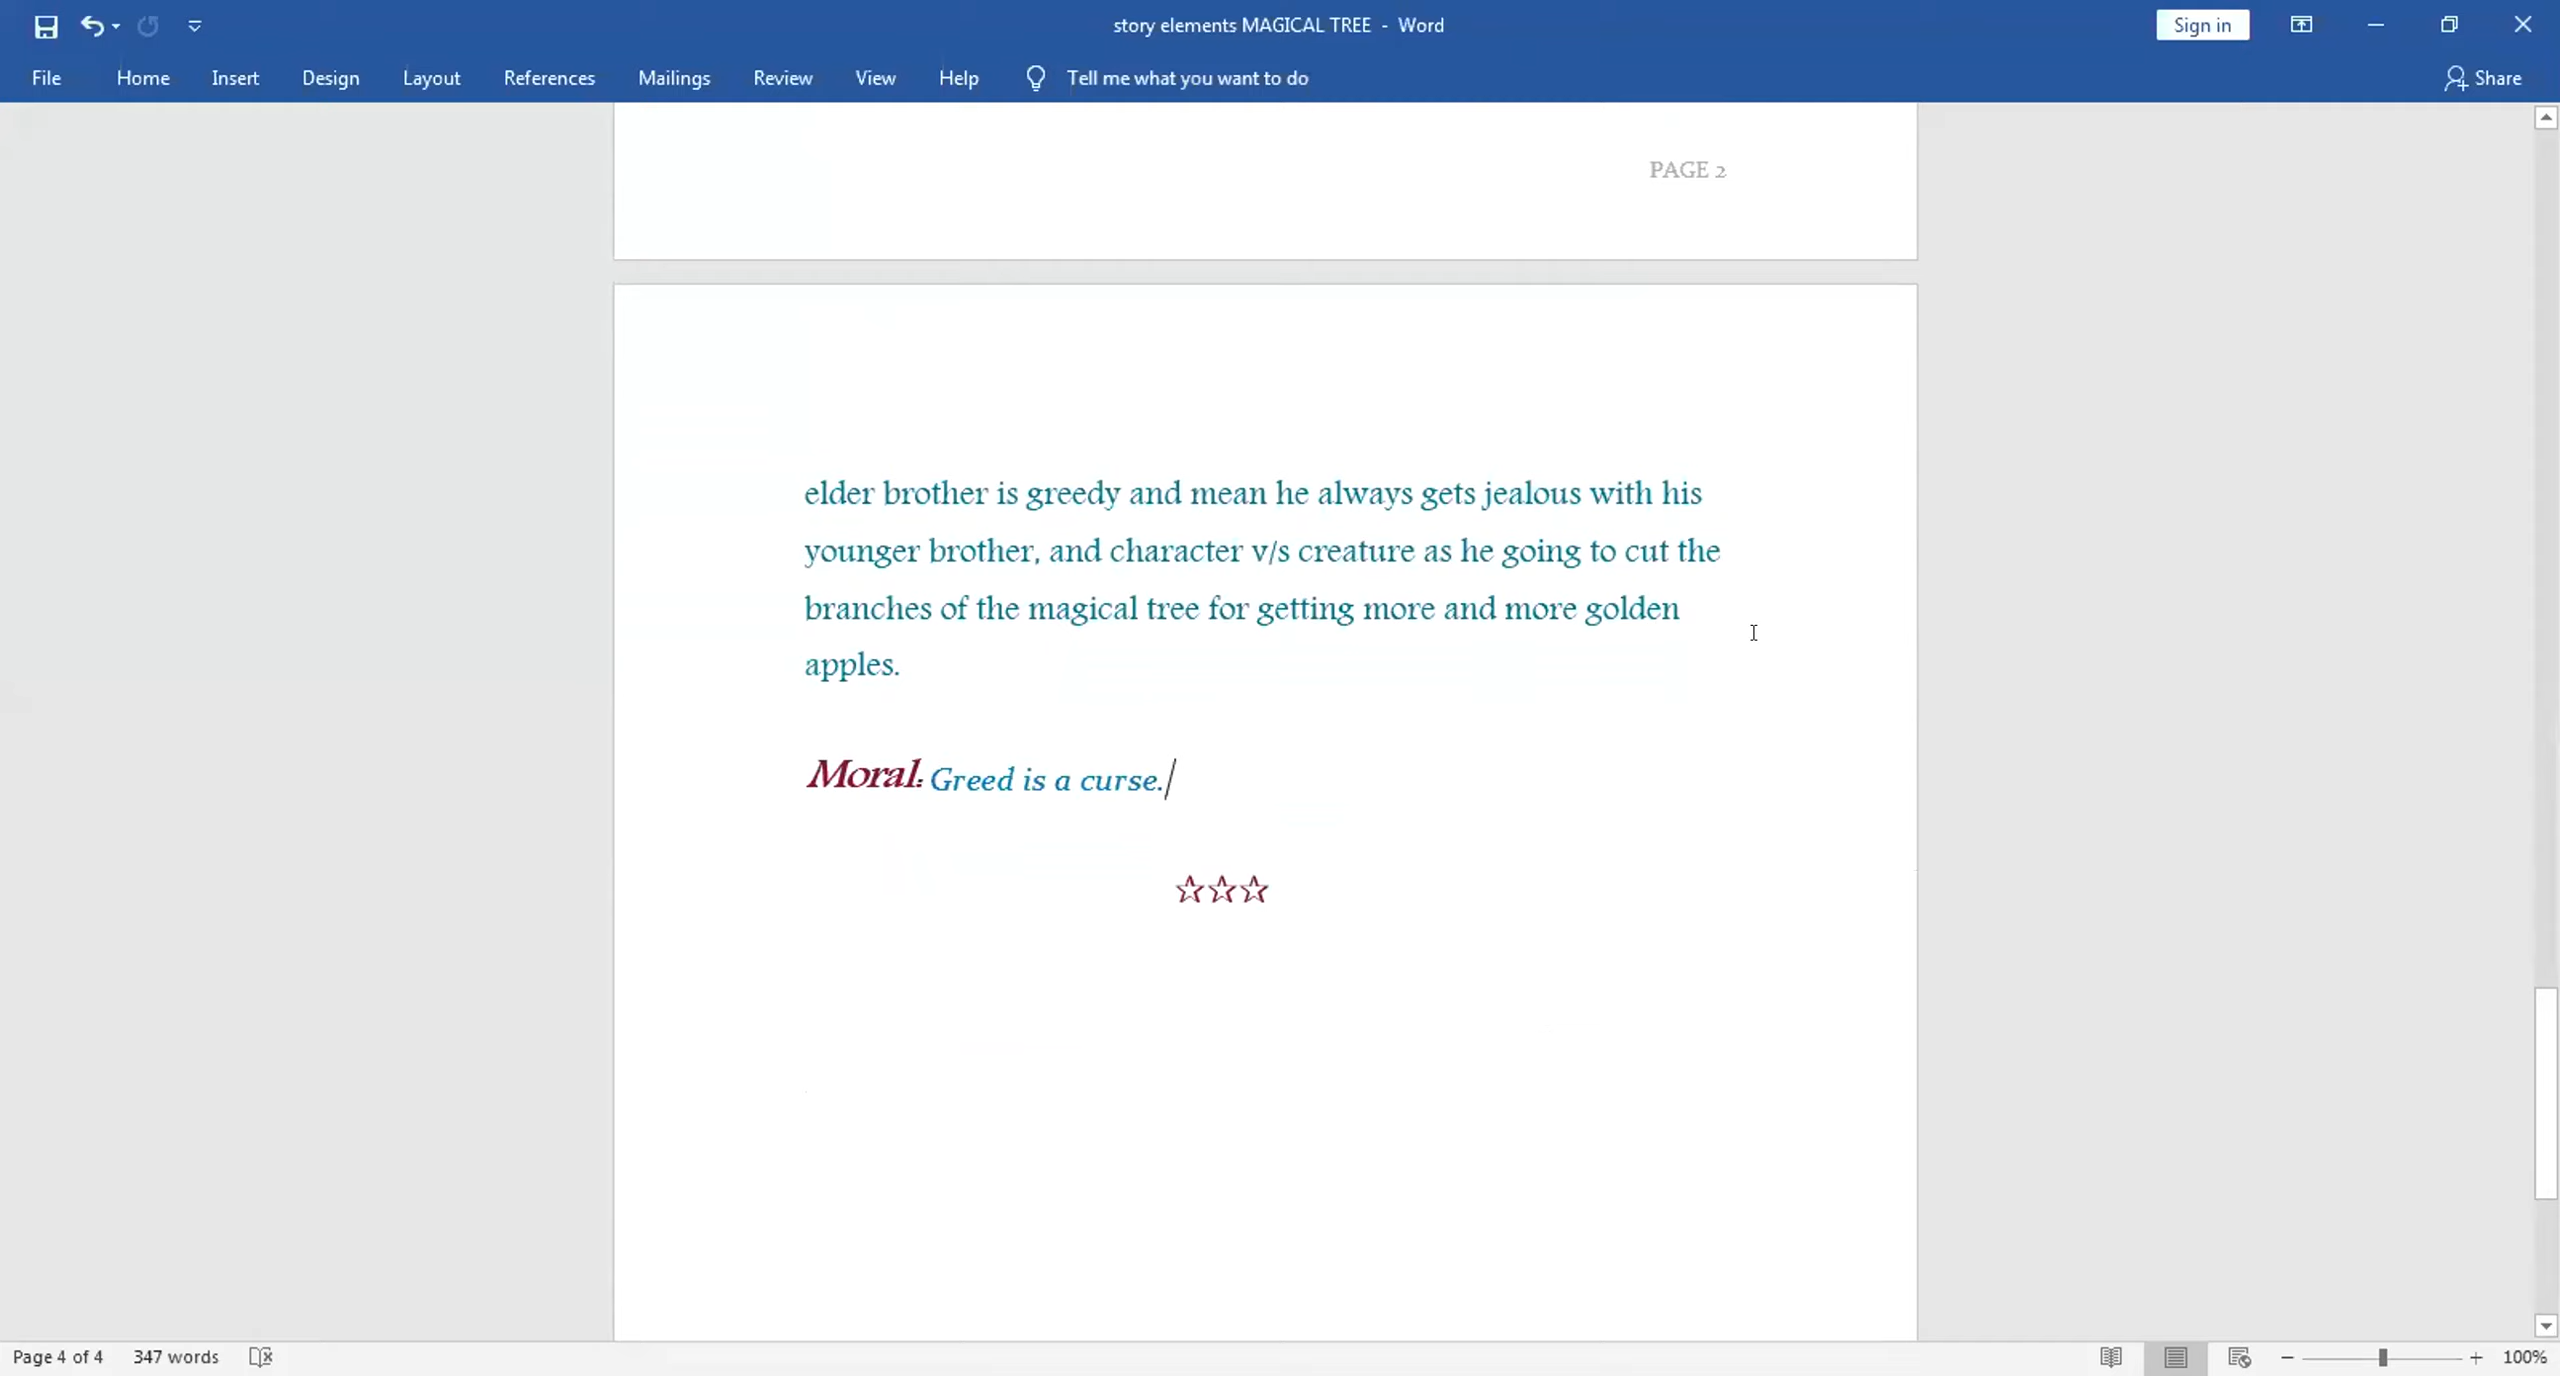 story elements MAGICAL TREE - Word
Sign in
File Home Insert Design Layout References Mailings Review View Help Tell me what you want to do Share
PAGE 2
elder brother is greedy and mean he always gets jealous with his
younger brother, and character v/s creature as he going to cut the
branches of the magical tree for getting more and more golden
apples.
Moral: Greed is a curse.
☆☆☆
Page 4 of 4 347 words 100%